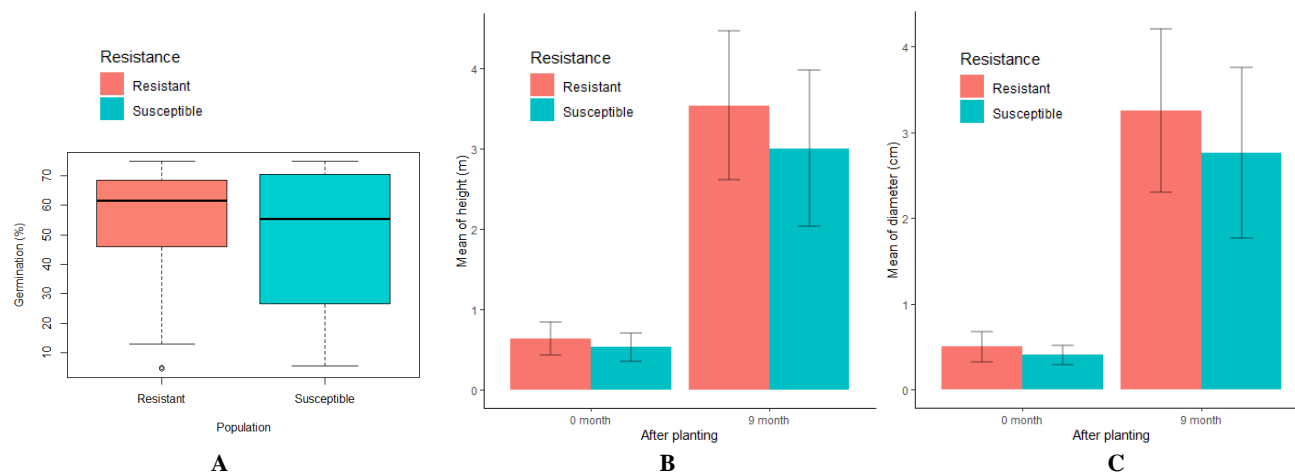 Resistance
Resistant
Susceptible
Germination (%)
70
60
50
40
30
20
10
Resistant
Susceptible
Population
A
Resistance
Resistant
Susceptible
Mean of height (m)
4
3
2
1
0
0 month
9 month
After planting
B
Resistance
Resistant
Susceptible
Mean of diameter (cm)
4
3
2
1
0
0 month
9 month
After planting
C